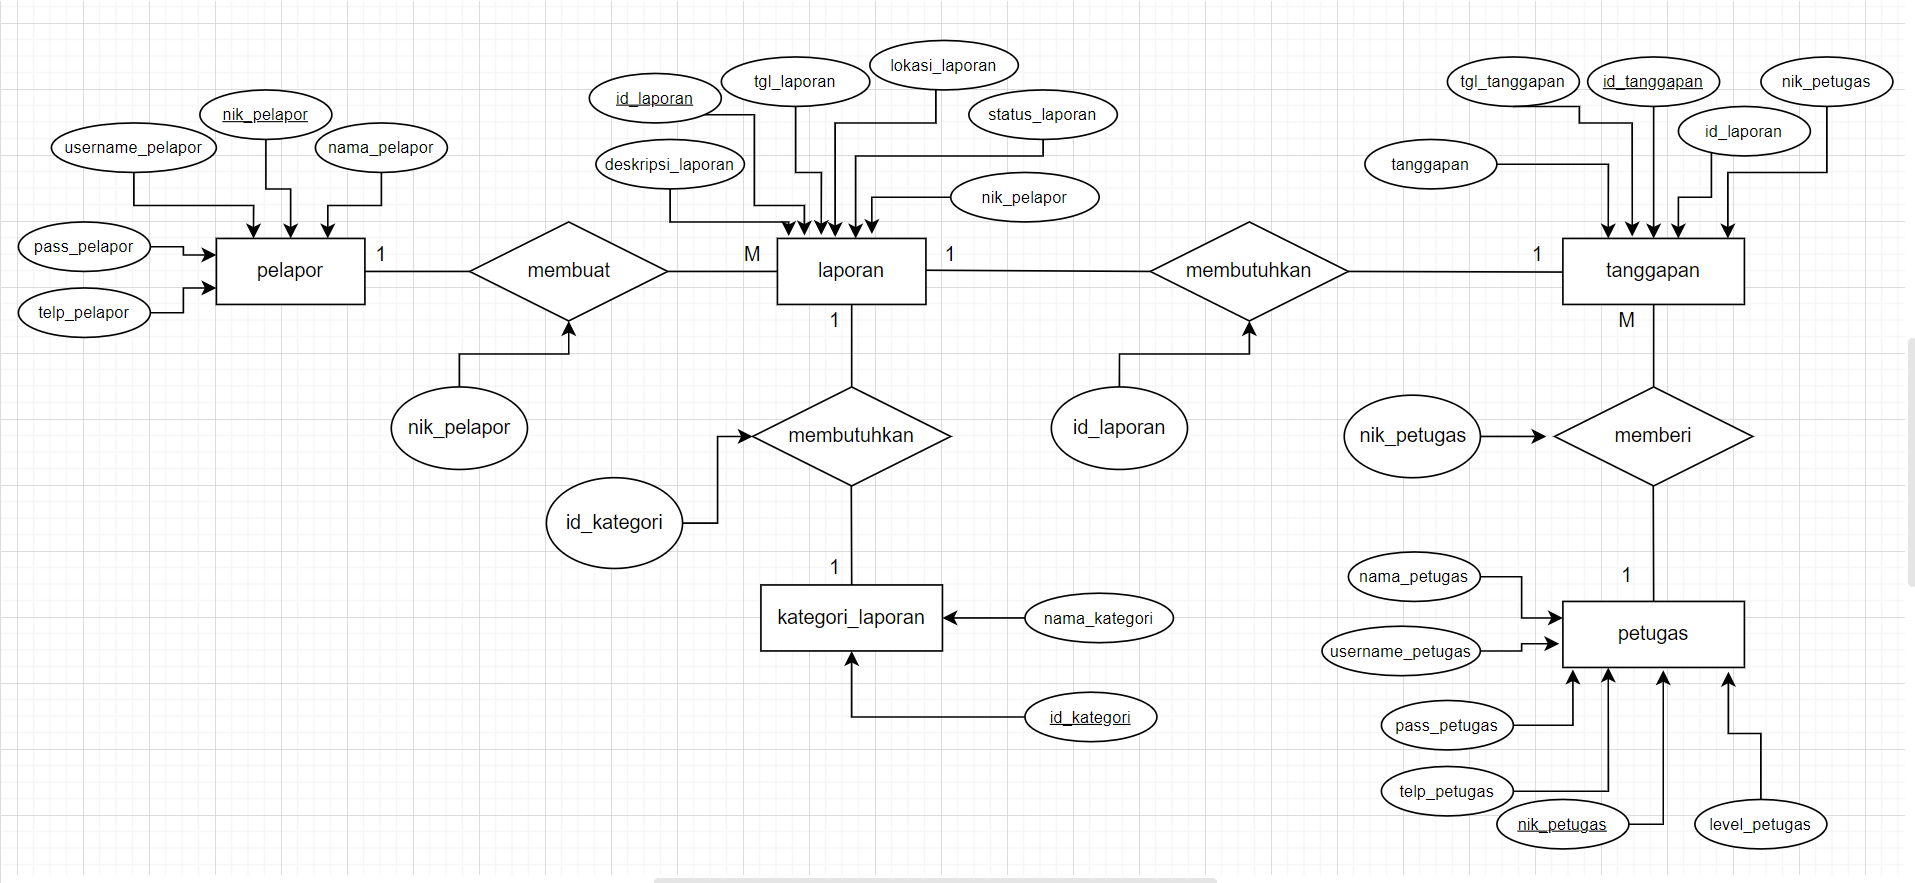 lokasi_laporan
tgl_laporan
tgl_tanggapan
id_tanggapan
nik_petugas
id_laporan
nik_pelapor
status_laporan
id_laporan
username_pelapor
nama_pelapor
deskripsi_laporan
tanggapan
nik_pelapor
pass_pelapor
1
M
1
1
pelapor
membuat
laporan
membutuhkan
tanggapan
telp_pelapor
1
M
nik_pelapor
membutuhkan
id_laporan
nik_petugas
memberi
id_kategori
1
1
nama_petugas
kategori_laporan
nama_kategori
petugas
username_petugas
id_kategori
pass_petugas
telp_petugas
nik_petugas
level_petugas